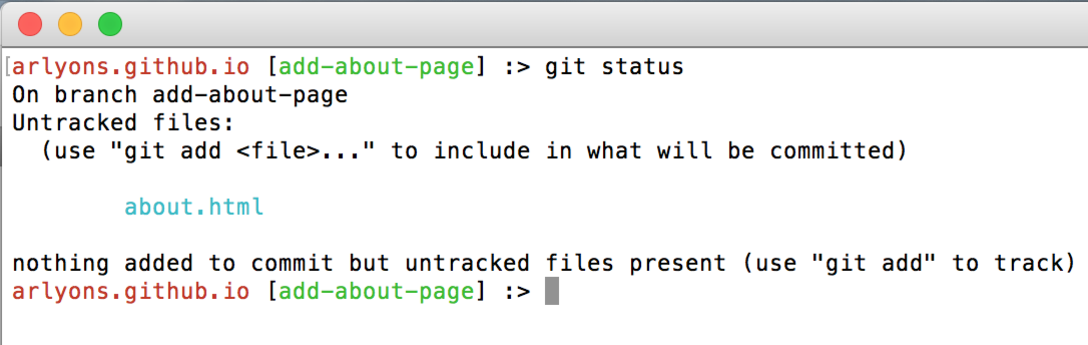 arlyons.github.io [add-about-page] :> git status
On branch add-about-page
Untracked files:
  (use "git add <file>..." to include in what will be committed)

        about.html

nothing added to commit but untracked files present (use "git add" to track)
arlyons.github.io [add-about-page] :>